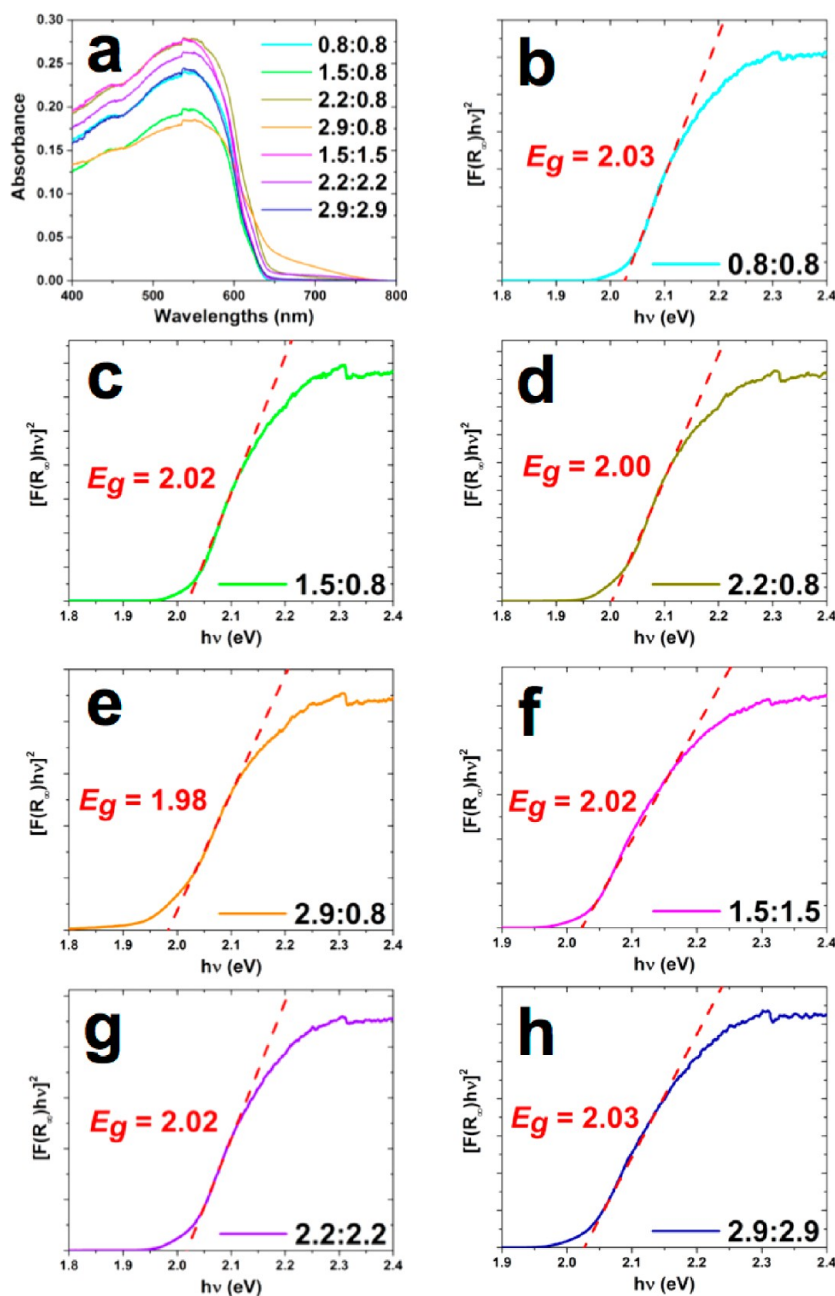 a
0.30
0.25
0.20
0.15
0.10
0.05
0.00
Absorbance
400 500 600 700 800
Wavelengths (nm)
0.8:0.8
1.5:0.8
2.2:0.8
2.9:0.8
1.5:1.5
2.2:2.2
2.9:2.9
b
[F(R∞)hν]²
Eg = 2.03
0.8:0.8
1.8 1.9 2.0 2.1 2.2 2.3 2.4
hν (eV)
c
[F(R∞)hν]²
Eg = 2.02
1.5:0.8
1.8 1.9 2.0 2.1 2.2 2.3 2.4
hν (eV)
d
[F(R∞)hν]²
Eg = 2.00
2.2:0.8
1.8 1.9 2.0 2.1 2.2 2.3 2.4
hν (eV)
e
[F(R∞)hν]²
Eg = 1.98
2.9:0.8
1.8 1.9 2.0 2.1 2.2 2.3 2.4
hν (eV)
f
[F(R∞)hν]²
Eg = 2.02
1.5:1.5
1.9 2.0 2.1 2.2 2.3 2.4
hν (eV)
g
[F(R∞)hν]²
Eg = 2.02
2.2:2.2
1.8 1.9 2.0 2.1 2.2 2.3 2.4
hν (eV)
h
[F(R∞)hν]²
Eg = 2.03
2.9:2.9
1.9 2.0 2.1 2.2 2.3 2.4
hν (eV)